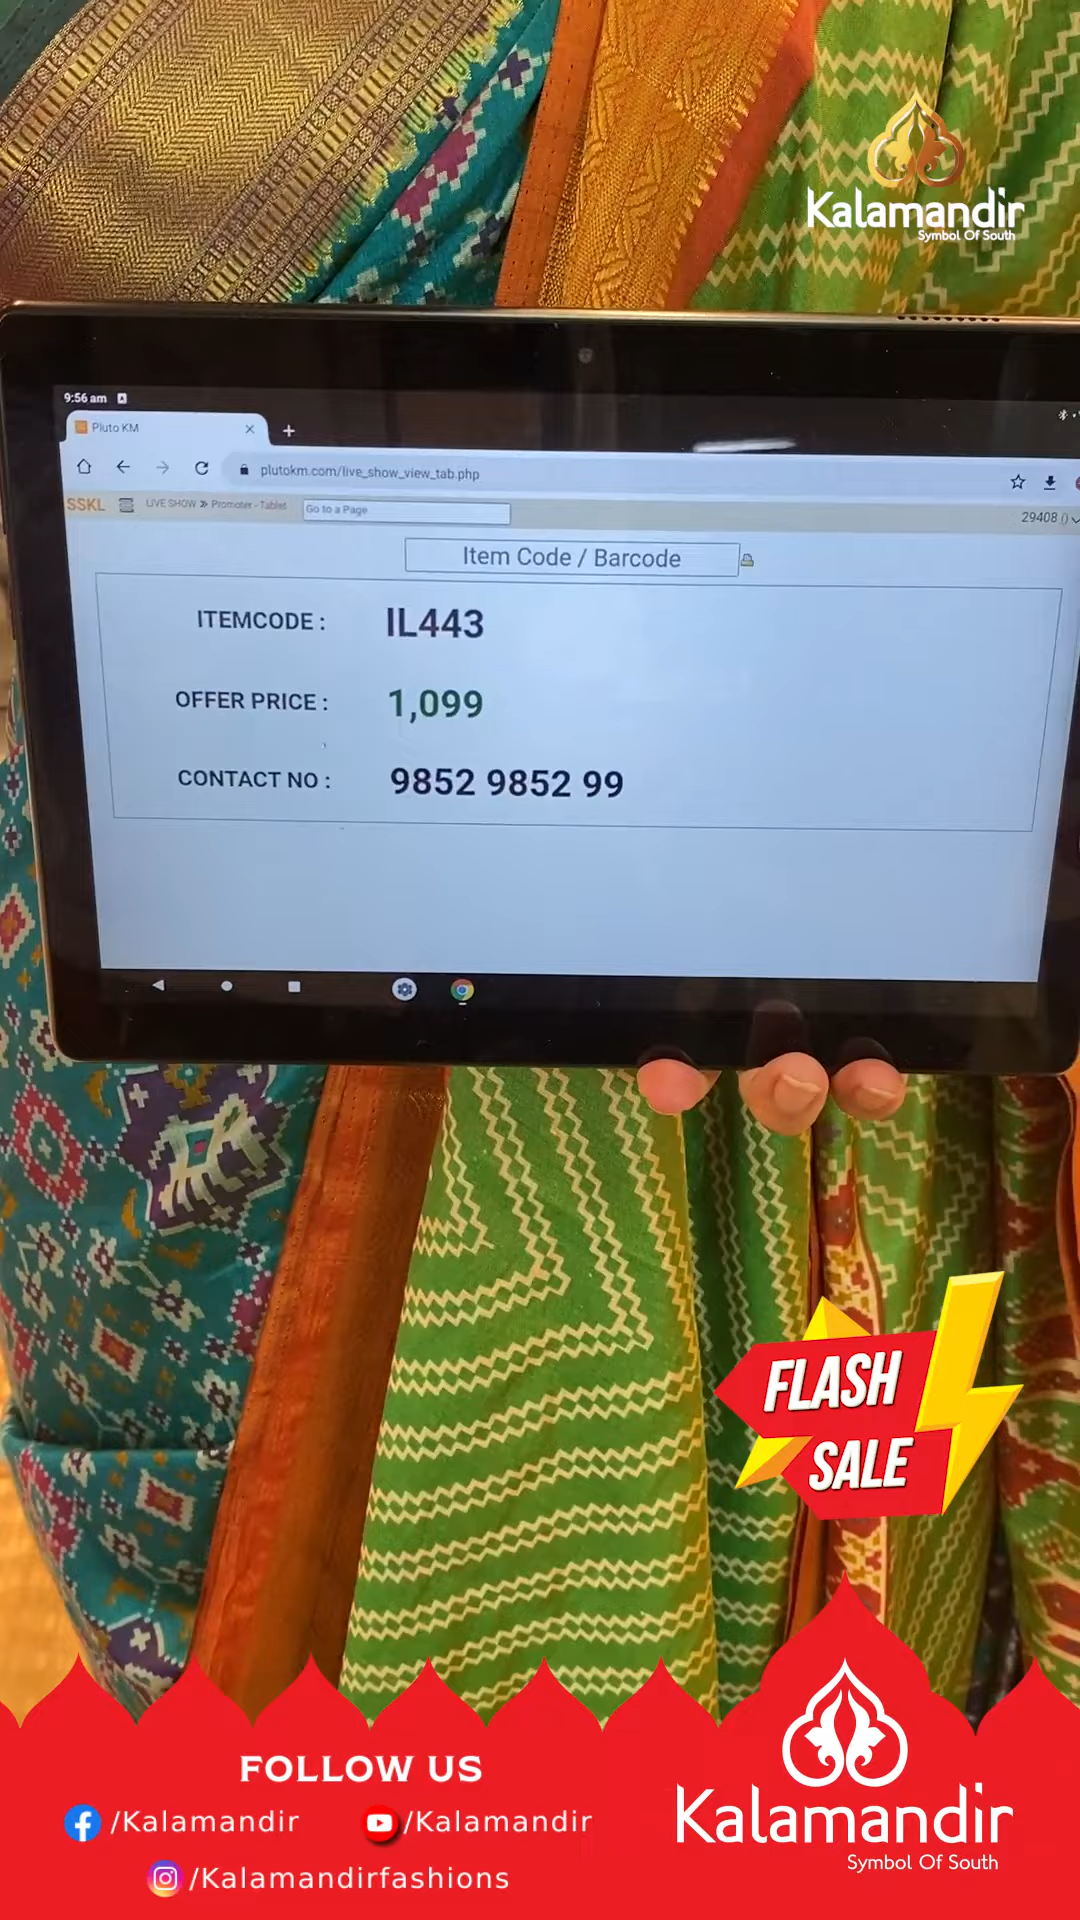 Kalamandir
Symbol Of South
9:56 am
Pluto KM
plutokm.com/live_show_view_tab.php
SSKL LIVE SHOW >> Promoter - Tablet Go to a Page
29408 ()
Item Code / Barcode
ITEMCODE : IL443
OFFER PRICE : 1,099
CONTACT NO : 9852 9852 99
FLASH
SALE
FOLLOW US
/Kalamandir /Kalamandir
/Kalamandirfashions
Kalamandir
Symbol Of South